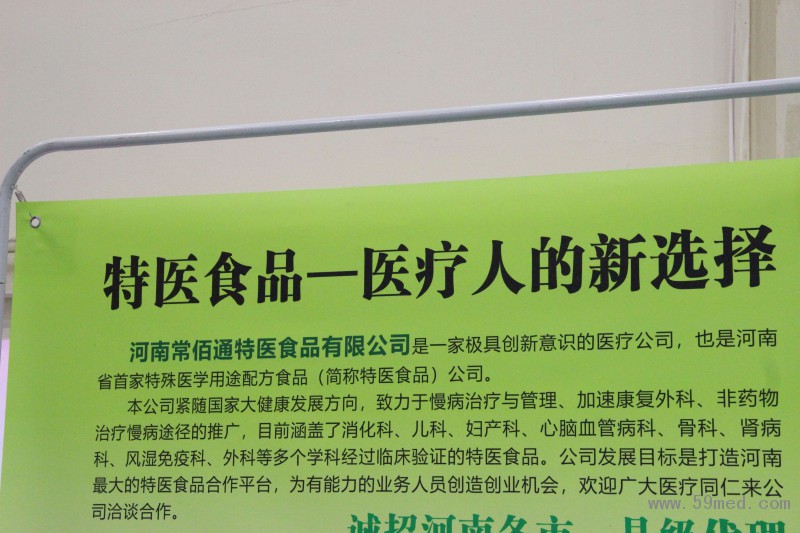 特医食品—医疗人的新选择
河南常佰通特医食品有限公司是一家极具创新意识的医疗公司，也是河南
省首家特殊医学用途配方食品（简称特医食品）公司。
本公司紧随国家大健康发展方向，致力于慢病治疗与管理、加速康复外科、非药物
治疗慢病途径的推广，目前涵盖了消化科、儿科、妇产科、心脑血管病科、骨科、肾病
科、风湿免疫科、外科等多个学科经过临床验证的特医食品。公司发展目标是打造河南
最大的特医食品合作平台，为有能力的业务人员创造创业机会，欢迎广大医疗同仁来公
司洽谈合作。
www.59med.com
诚招河南各市、县级代理